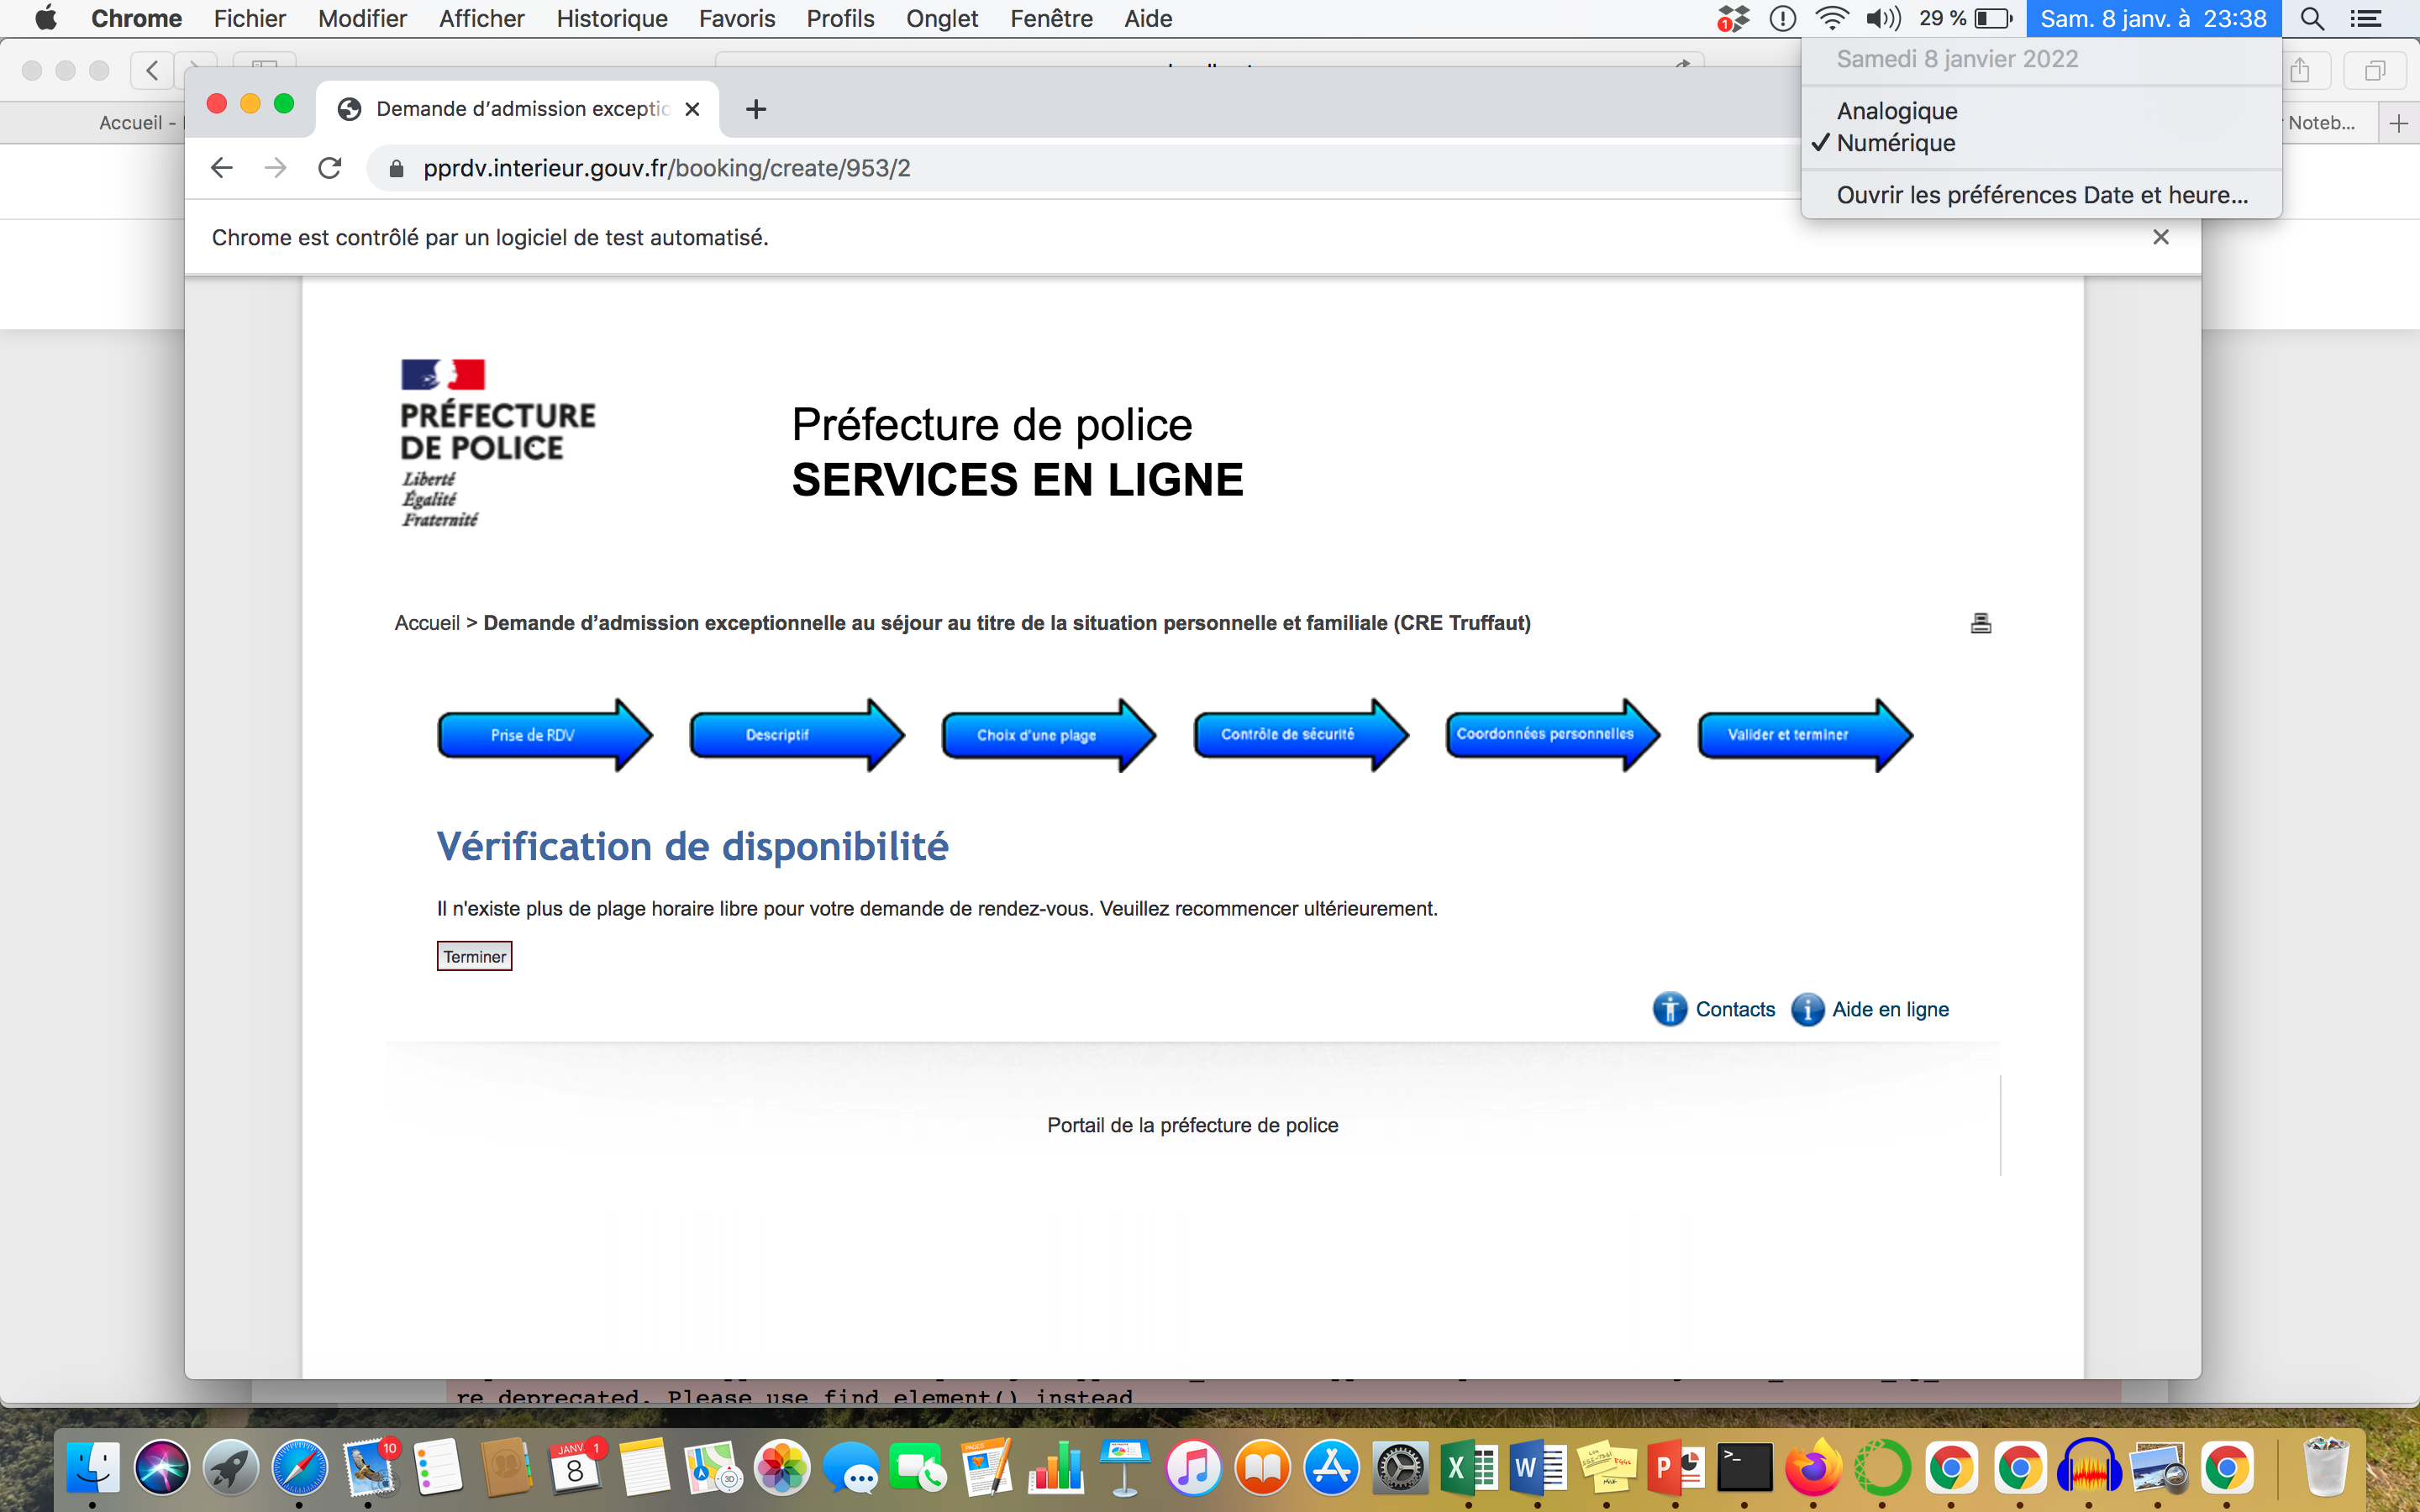 Chrome Fichier Modifier Afficher Historique Favoris Profils Onglet Fenêtre Aide 1 29 % Sam. 8 janv. à 23:38
Samedi 8 janvier 2022
Analogique
✓ Numérique
Ouvrir les préférences Date et heure...
Accueil -
Noteb...
Demande d'admission exceptio
pprdv.interieur.gouv.fr/booking/create/953/2
Chrome est contrôlé par un logiciel de test automatisé.
PRÉFECTURE
DE POLICE
Liberté
Égalité
Fraternité
Préfecture de police
SERVICES EN LIGNE
Accueil > Demande d'admission exceptionnelle au séjour au titre de la situation personnelle et familiale (CRE Truffaut)
Prise de RDV Descriptif Choix d'une plage Contrôle de sécurité Coordonnées personnelles Valider et terminer
Vérification de disponibilité
Il n'existe plus de plage horaire libre pour votre demande de rendez-vous. Veuillez recommencer ultérieurement.
Terminer
Contacts Aide en ligne
Portail de la préfecture de police
re deprecated. Please use find_element() instead
10 JANV. 8 1 3D PAGES